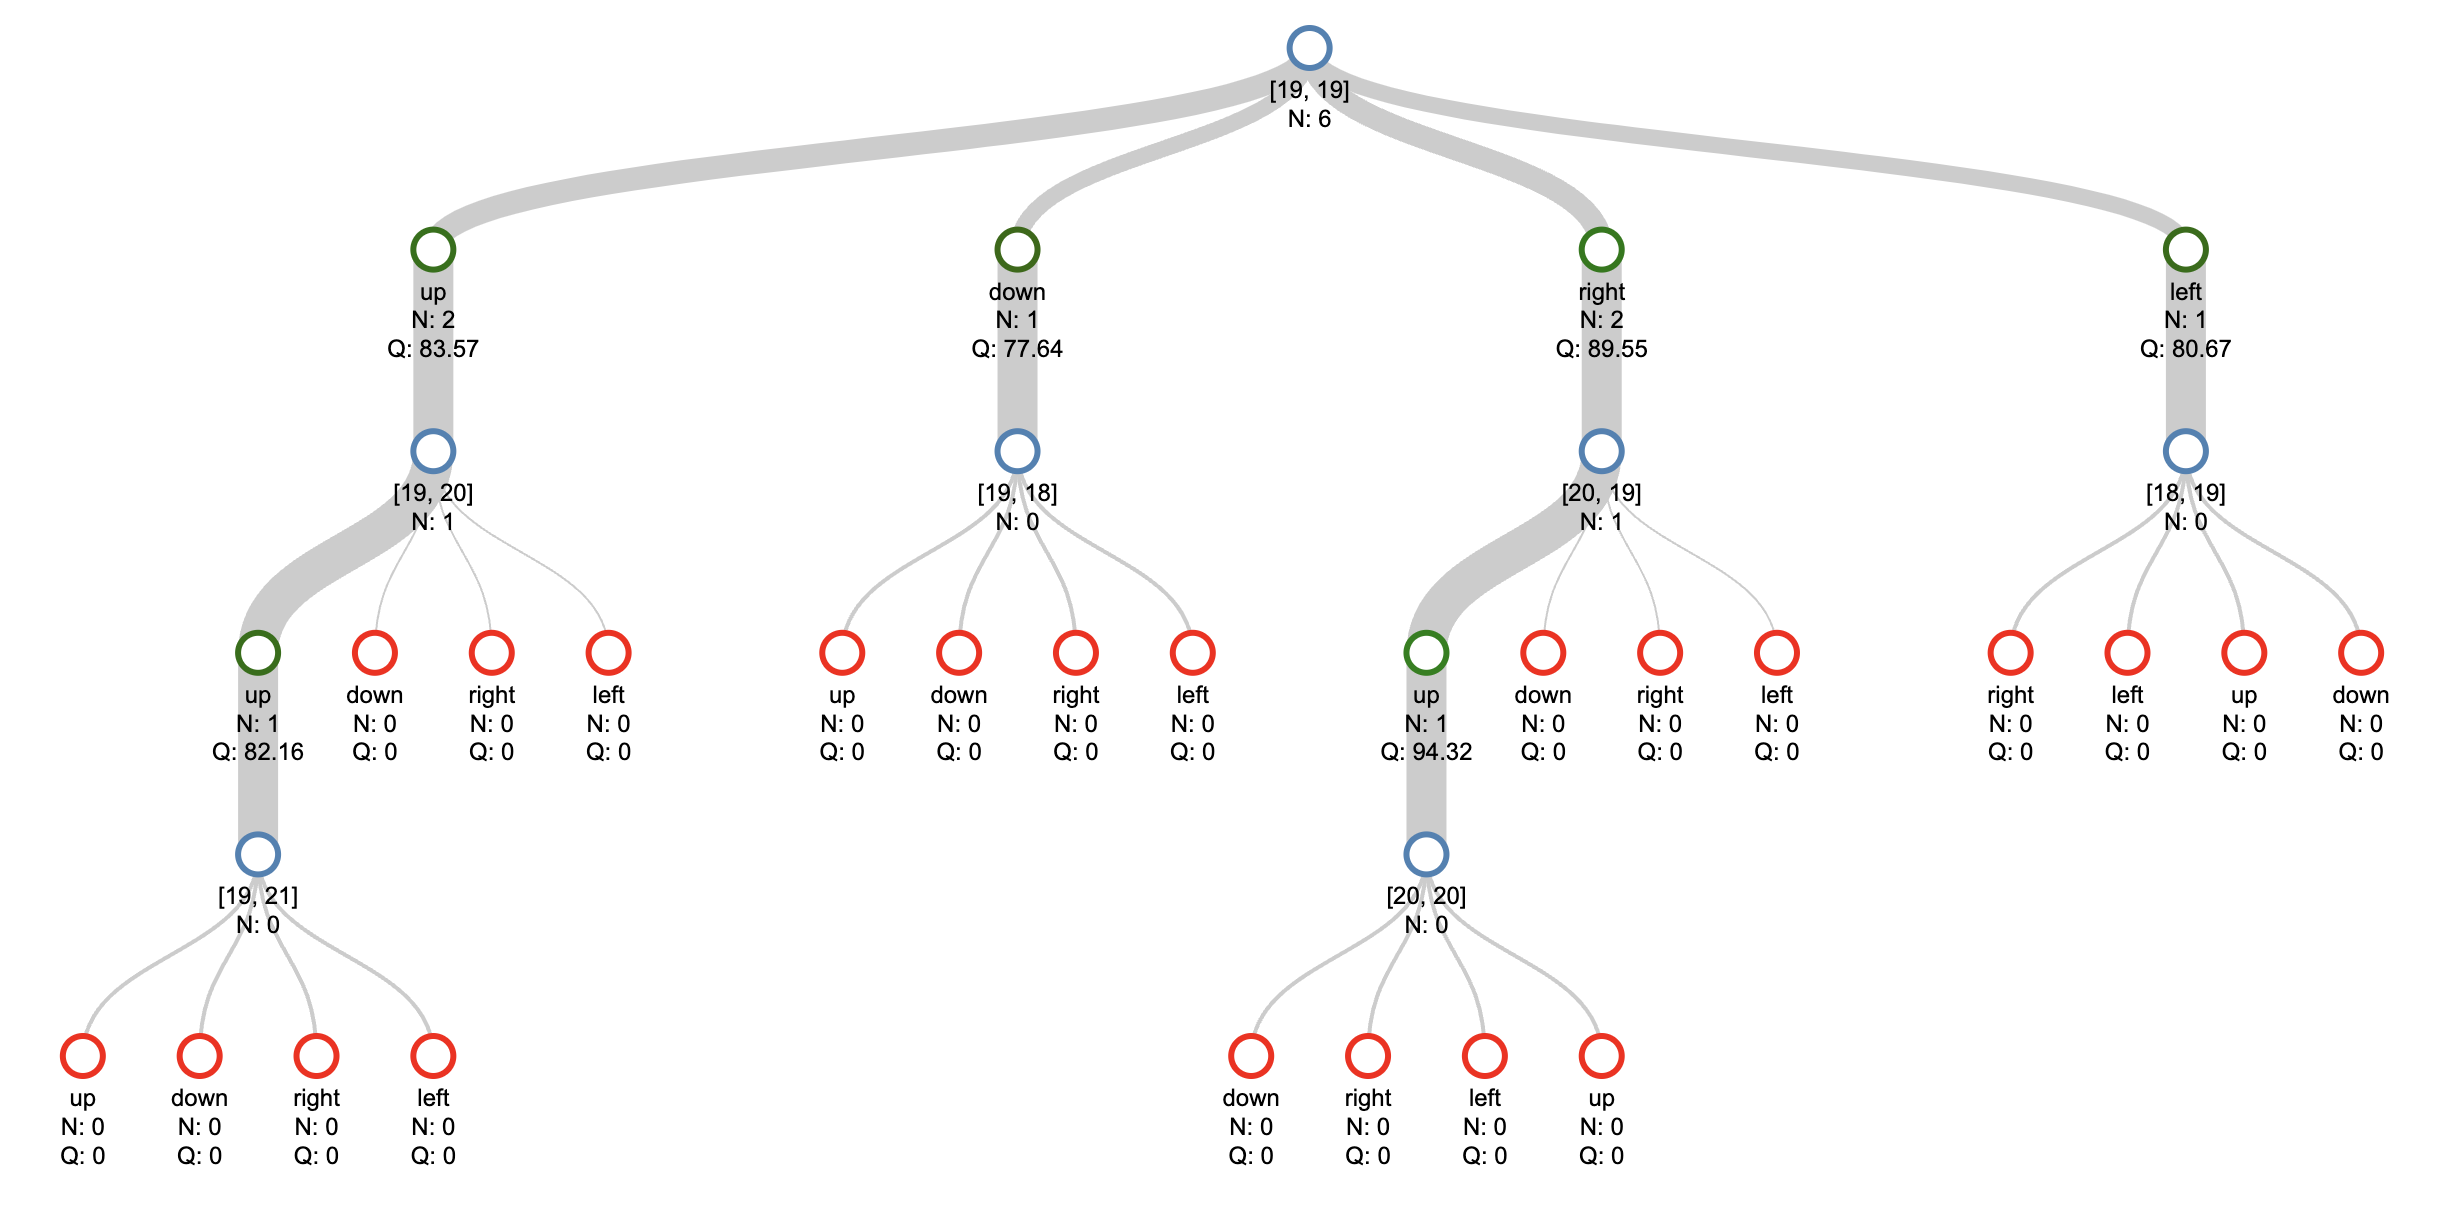 [19, 19]
N: 6
up
N: 2
Q: 83.57
down
N: 1
Q: 77.64
right
N: 2
Q: 89.55
left
N: 1
Q: 80.67
[19, 20]
N: 1
[19, 18]
N: 0
[20, 19]
N: 1
[18, 19]
N: 0
up
N: 1
Q: 82.16
down
N: 0
Q: 0
right
N: 0
Q: 0
left
N: 0
Q: 0
up
N: 0
Q: 0
down
N: 0
Q: 0
right
N: 0
Q: 0
left
N: 0
Q: 0
up
N: 1
Q: 94.32
down
N: 0
Q: 0
right
N: 0
Q: 0
left
N: 0
Q: 0
right
N: 0
Q: 0
left
N: 0
Q: 0
up
N: 0
Q: 0
down
N: 0
Q: 0
[19, 21]
N: 0
[20, 20]
N: 0
up
N: 0
Q: 0
down
N: 0
Q: 0
right
N: 0
Q: 0
left
N: 0
Q: 0
down
N: 0
Q: 0
right
N: 0
Q: 0
left
N: 0
Q: 0
up
N: 0
Q: 0